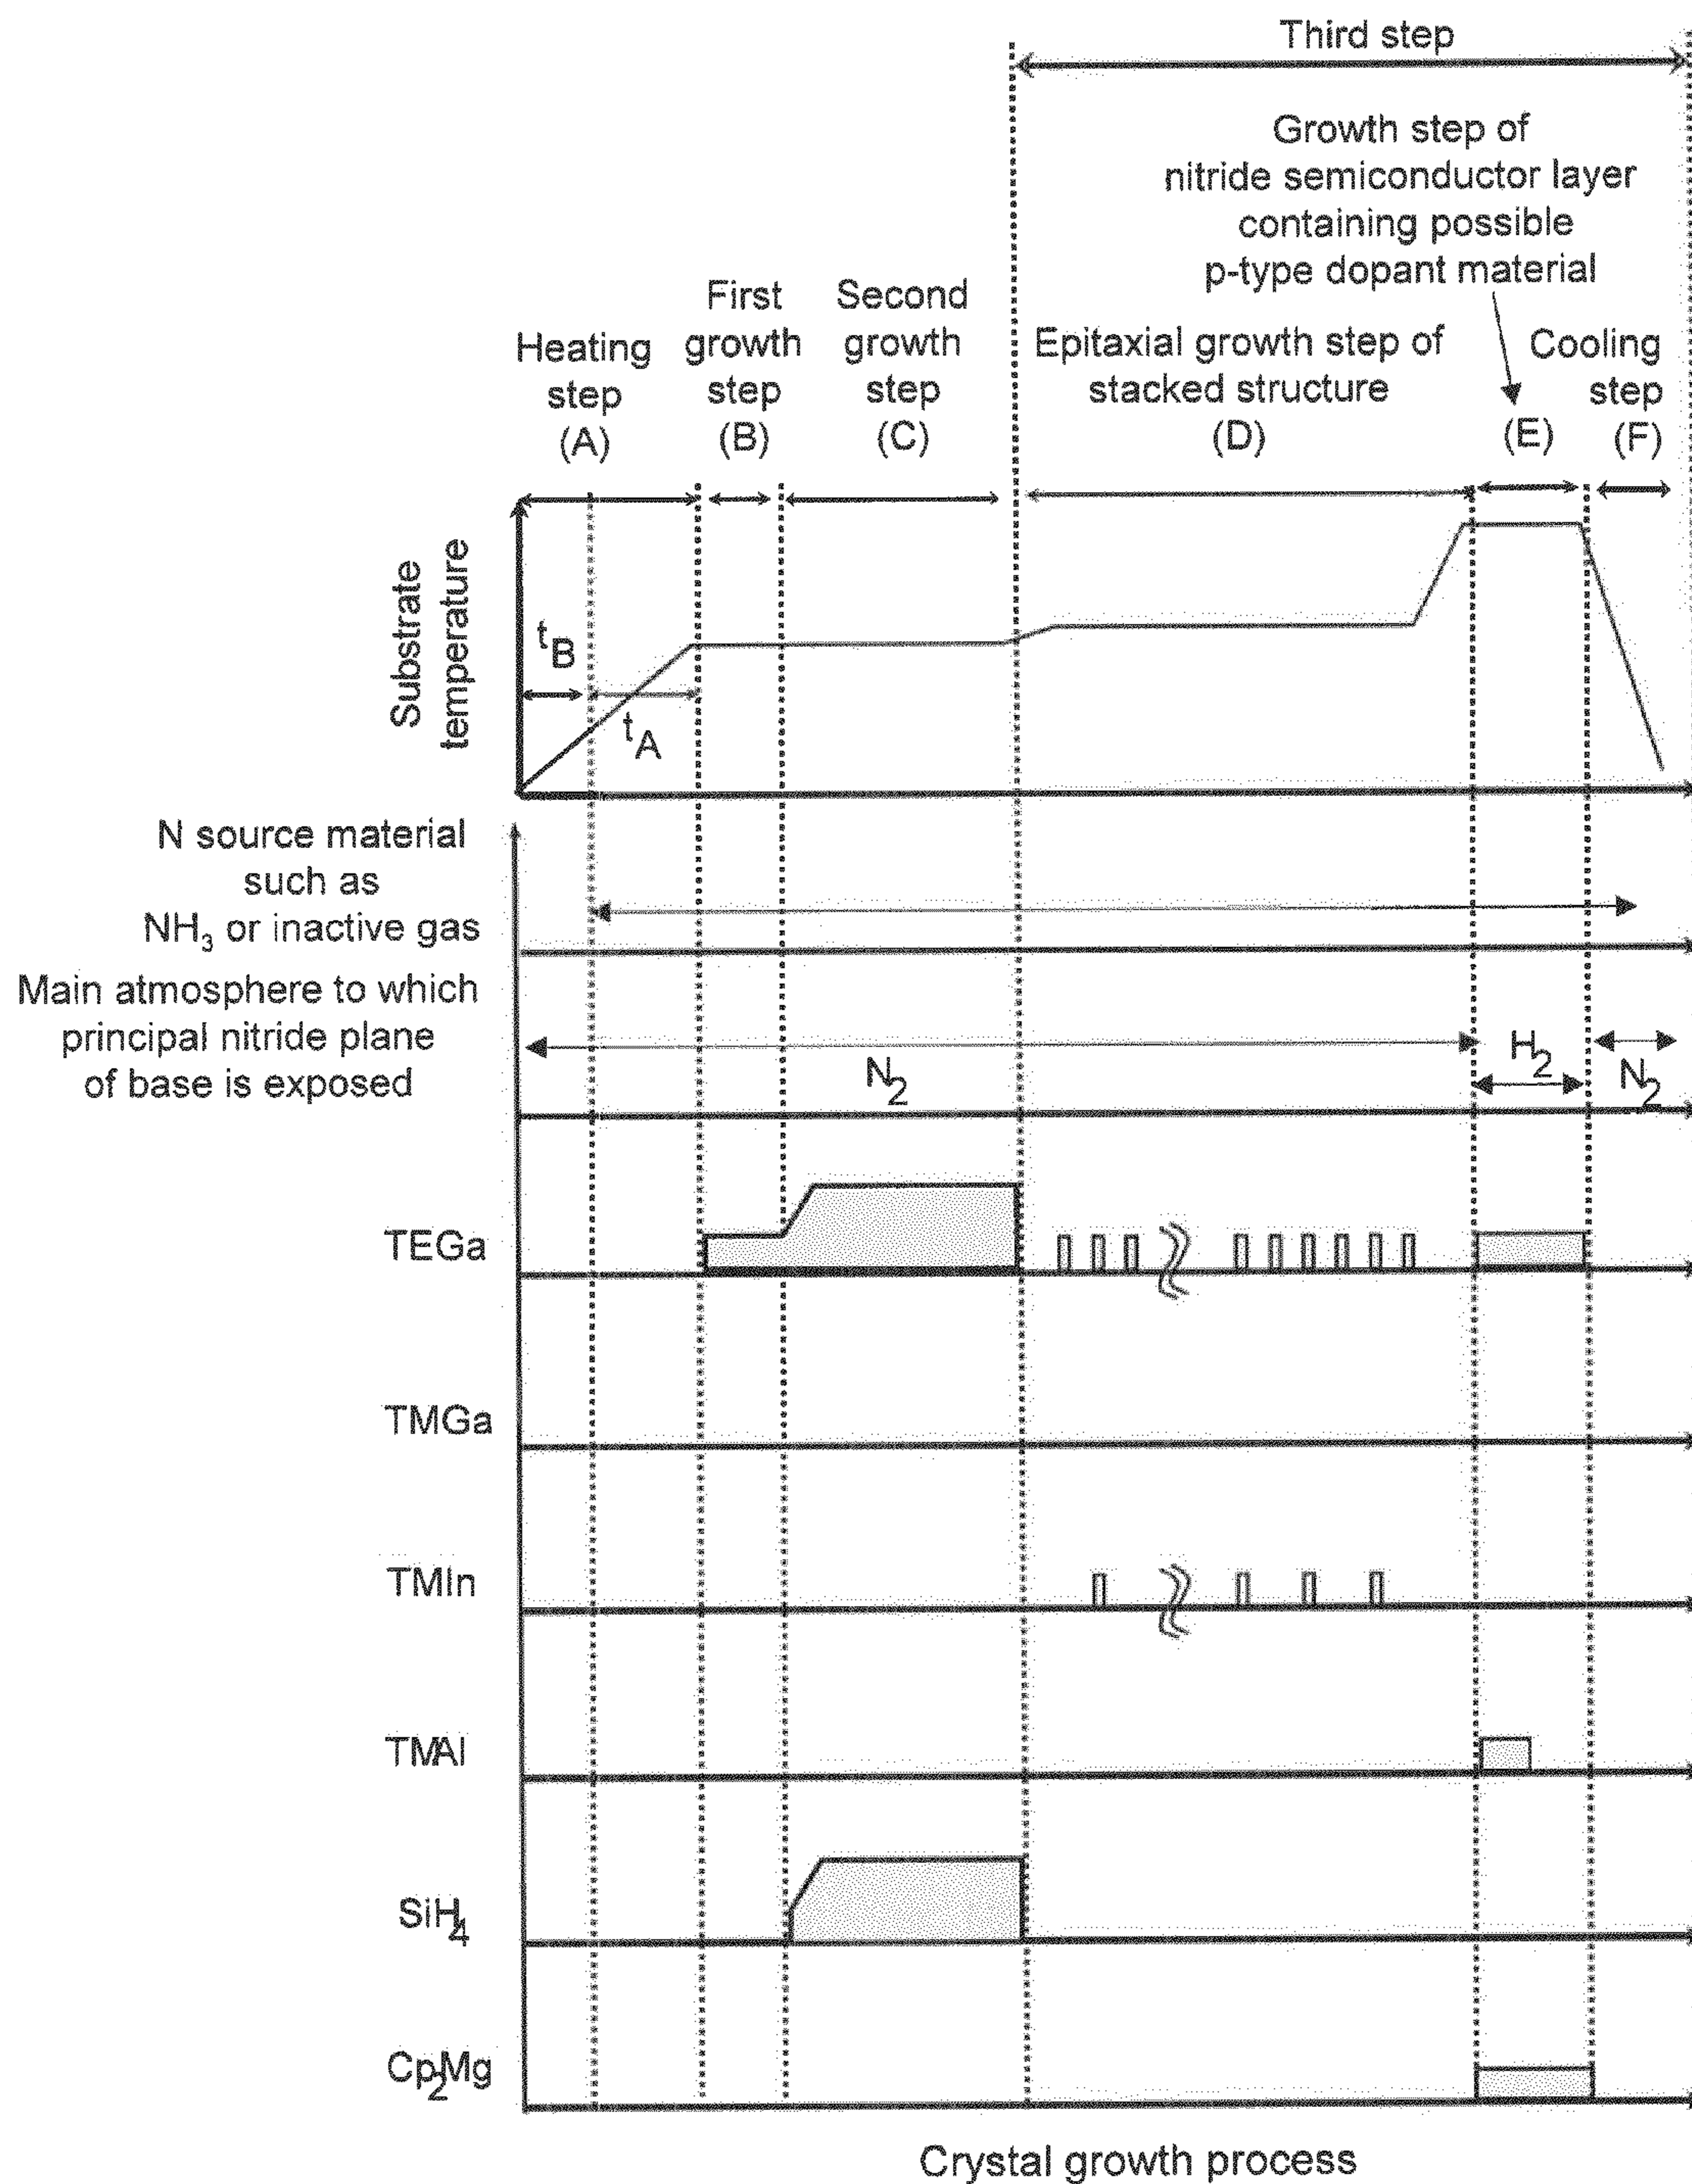 Third step
Growth step of
nitride semiconductor layer
containing possible
p-type dopant material
Heating
step
(A)
First
growth
step
(B)
Second
growth
step
(C)
Epitaxial growth step of
stacked structure
(D)
(E)
Cooling
step
(F)
Substrate
temperature
tB
tA
N source material
such as
NH3 or inactive gas
Main atmosphere to which
principal nitride plane
of base is exposed
N2
H2
N2
TEGa
TMGa
TMIn
TMAl
SiH4
Cp2Mg
Crystal growth process